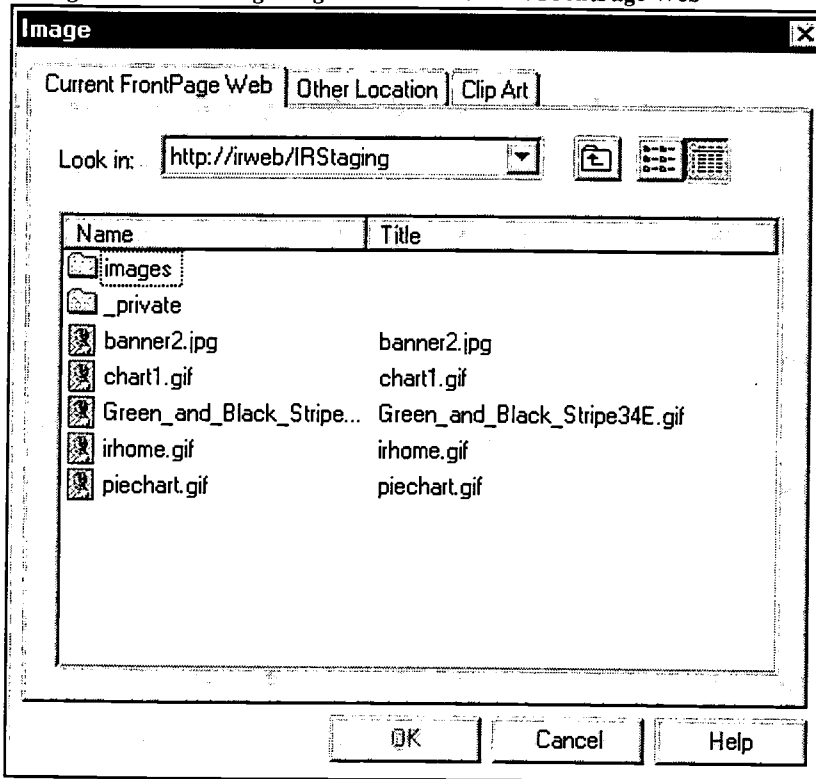 FrontPage Web
Image
Current FrontPage Web Other Location Clip Art
Look in: http://irweb/IRStaging
Name Title
images
_private
banner2.jpg banner2.jpg
chart1.gif chart1.gif
Green_and_Black_Stripe... Green_and_Black_Stripe34E.gif
irhome.gif irhome.gif
piechart.gif piechart.gif
OK Cancel Help